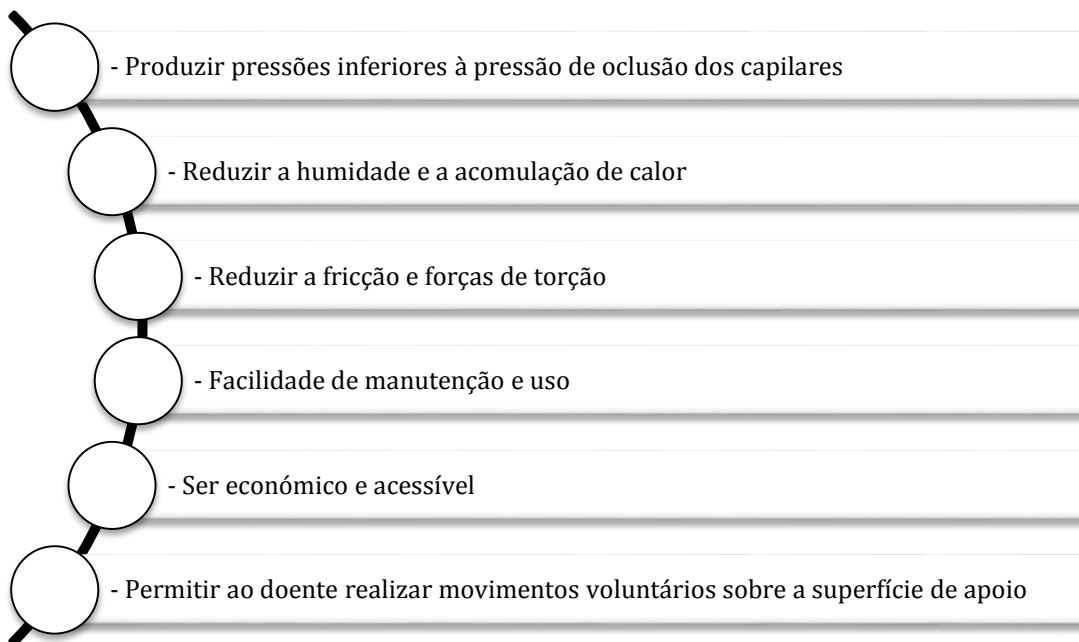 - Produzir pressões inferiores à pressão de oclusão dos capilares
- Reduzir a humidade e a acomulação de calor
- Reduzir a fricção e forças de torção
- Facilidade de manutenção e uso
- Ser económico e acessível
- Permitir ao doente realizar movimentos voluntários sobre a superfície de apoio